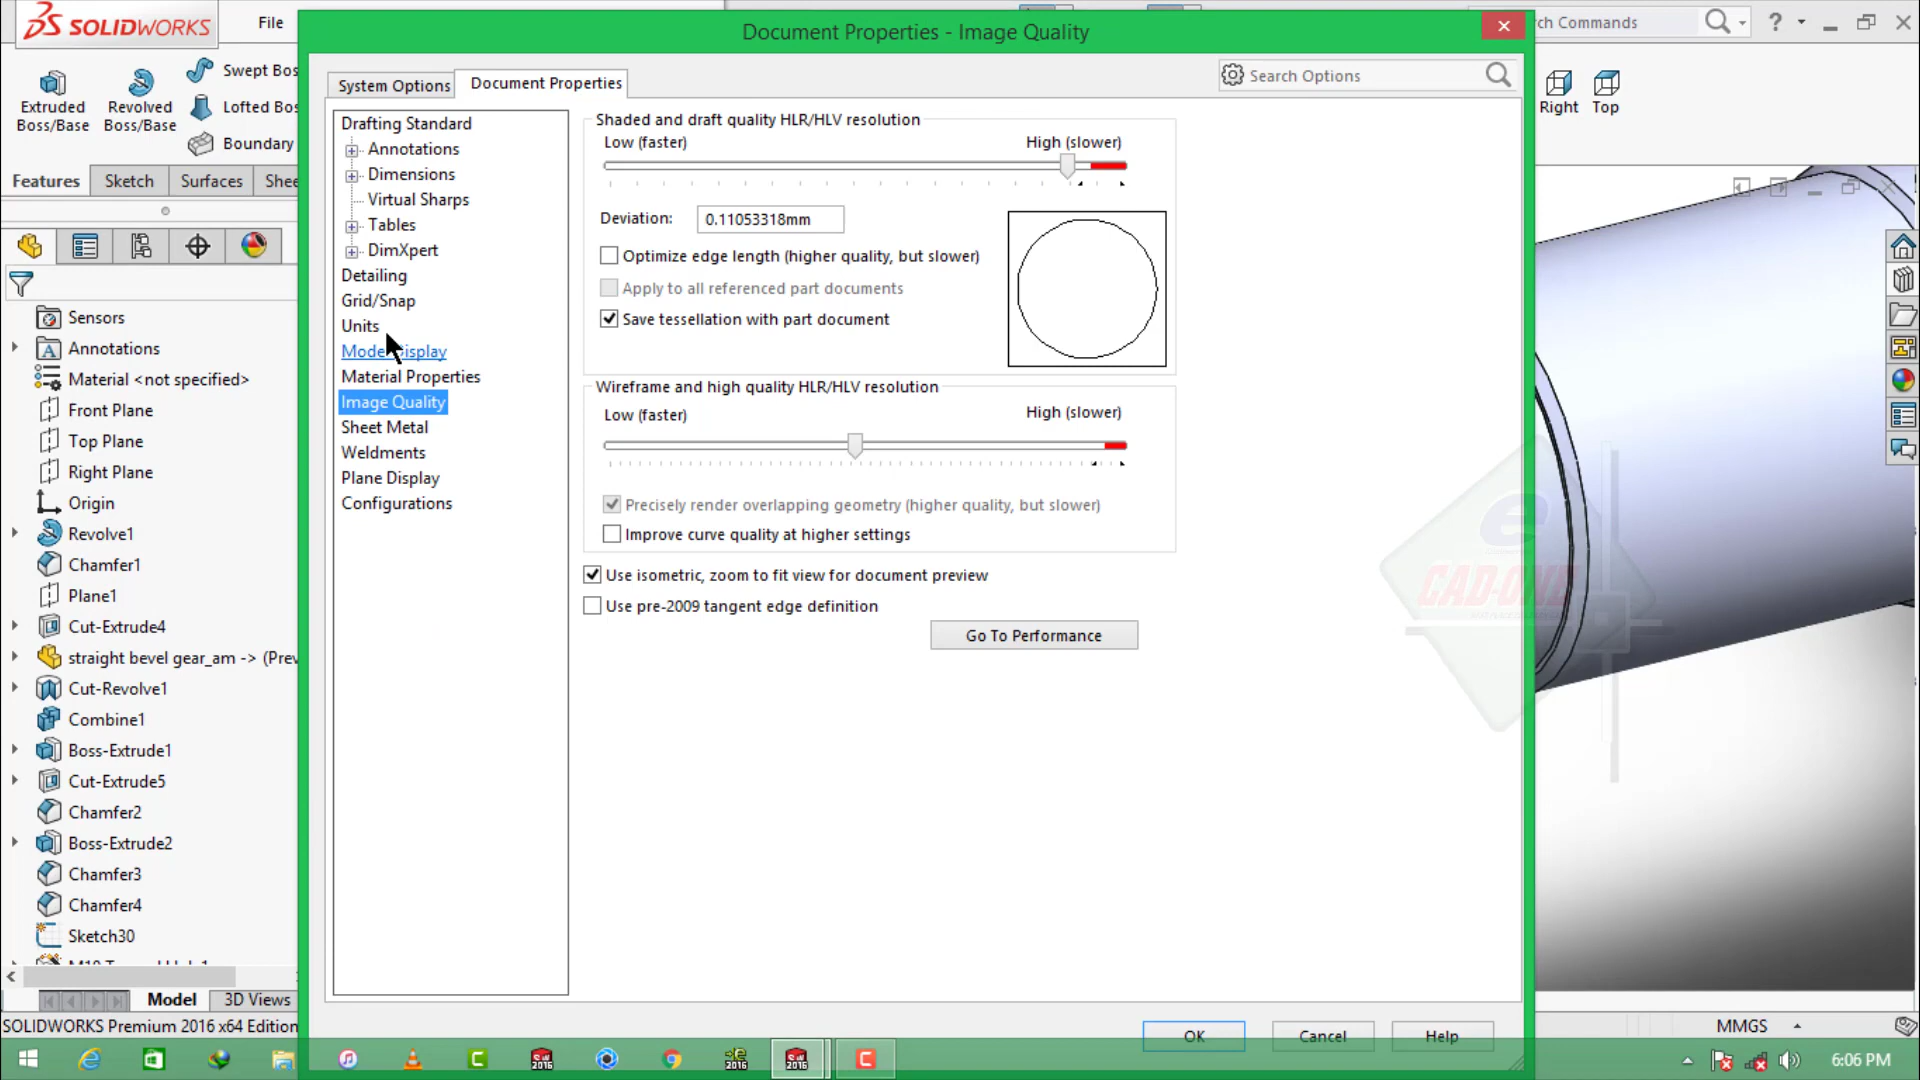 SOLIDWORKS
File
Document Properties - Image Quality
ch Commands
?
Extruded Boss/Base
Revolved Boss/Base
Swept Bos
Lofted Bos
Boundary
Features
Sketch
Surfaces
Shee
System Options
Document Properties
Search Options
Right
Top
Drafting Standard
Annotations
Dimensions
Virtual Sharps
Tables
DimXpert
Detailing
Grid/Snap
Units
Material Properties
Image Quality
Sheet Metal
Weldments
Plane Display
Configurations
Shaded and draft quality HLR/HLV resolution
Low (faster)
High (slower)
Deviation:
0.11053318mm
Optimize edge length (higher quality, but slower)
Apply to all referenced part documents
Save tessellation with part document
Wireframe and high quality HLR/HLV resolution
Low (faster)
High (slower)
Precisely render overlapping geometry (higher quality, but slower)
Improve curve quality at higher settings
Use isometric, zoom to fit view for document preview
Use pre-2009 tangent edge definition
Go To Performance
Sensors
Annotations
Material <not specified>
Front Plane
Top Plane
Right Plane
Origin
Revolve1
Chamfer1
Plane1
Cut-Extrude4
straight bevel gear_am -> (Prev
Cut-Revolve1
Combine1
Boss-Extrude1
Cut-Extrude5
Chamfer2
Boss-Extrude2
Chamfer3
Chamfer4
Sketch30
e
CAD-ONE
Model
3D Views
SOLIDWORKS Premium 2016 x64 Edition
OK
Cancel
Help
MMGS
6:06 PM